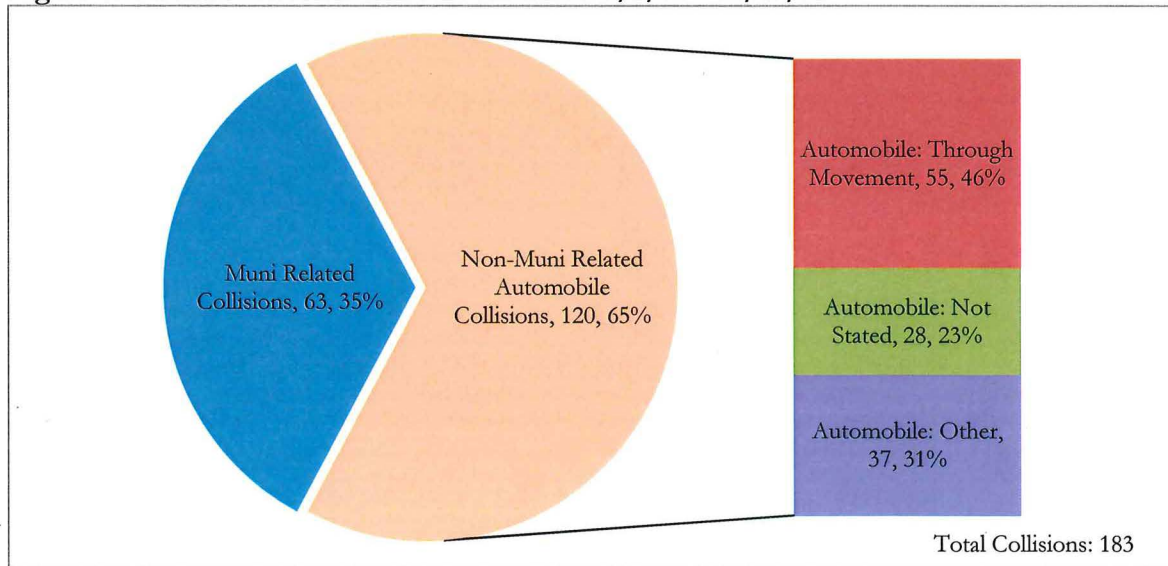 Muni Related
Collisions, 63, 35%
Non-Muni Related
Automobile
Collisions, 120, 65%
Automobile: Through
Movement, 55, 46%
Automobile: Not
Stated, 28, 23%
Automobile: Other,
37, 31%
Total Collisions: 183